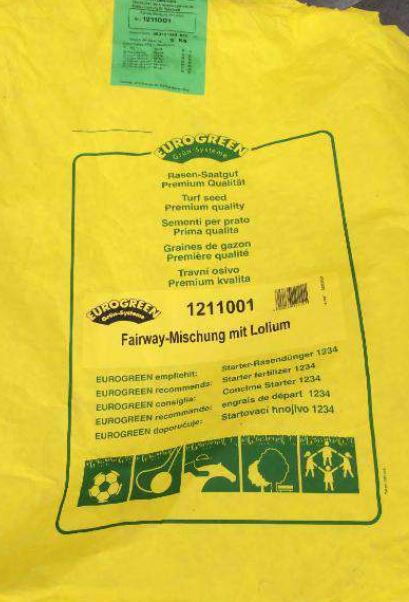 1211001
EUROGREEN
Grün-Systeme
Rasen-Saatgut
Premium Qualität
Turf seed
Premium quality
Sementi per prato
Prima qualita
Graines de gazon
Première qualité
Travní osivo
Premium kvalita
EUROGREEN
Grün-Systeme
1211001
Fairway-Mischung mit Lolium
EUROGREEN empfiehlt: Starter-Rasendünger 1234
EUROGREEN recommends: Starter fertilizer 1234
EUROGREEN consiglia: Concime Starter 1234
EUROGREEN recommande: engrais de départ 1234
EUROGREEN doporučuje: Startovací hnojivo 1234